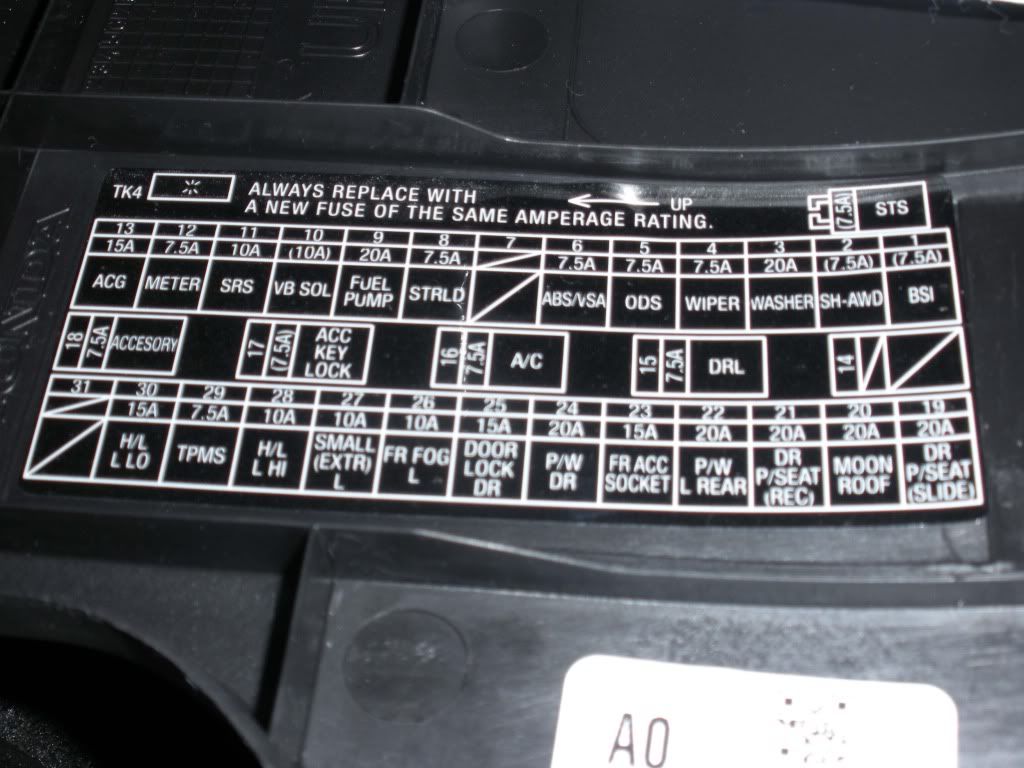 TK4 ALWAYS REPLACE WITH UP
A NEW FUSE OF THE SAME AMPERAGE RATING. (7.5A) STS
13 12 11 10 9 8 7 6 5 4 3 2 1
15A 7.5A 10A (10A) 20A 7.5A 7.5A 7.5A 7.5A 20A (7.5A) (7.5A)
ACG METER SRS VB SOL FUEL PUMP STRLD ABS/VSA ODS WIPER WASHER SH-AWD BSI
18 7.5A ACCESORY 17 (7.5A) ACC KEY LOCK 16 7.5A A/C 15 7.5A DRL 14
31 30 29 28 27 26 25 24 23 22 21 20 19
15A 7.5A 10A 10A 10A 15A 20A 15A 20A 20A 20A 20A
H/L L LO TPMS H/L L HI SMALL (EXTR) L FR FOG L DOOR LOCK DR P/W DR FR ACC SOCKET P/W L REAR DR P/SEAT (REC) MOON ROOF DR P/SEAT (SLIDE)
A0